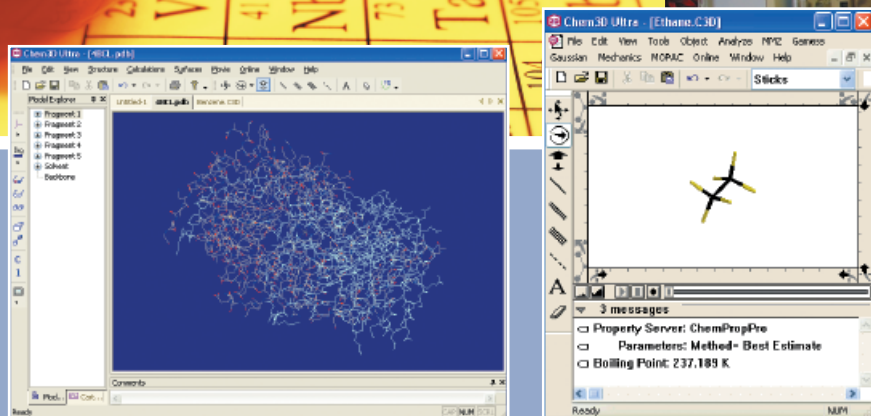 Chem3D Ultra - [4BCL.pdb]
File Edit View Structure Calculations Surfaces Movie Online Window Help
Model Explorer
Untitled-1 4BCL.pdb Benzene.C3D
Fragment 1
Fragment 2
Fragment 3
Fragment 4
Fragment 5
Solvent
Backbone
Comments
Ready
CAP NUM SCRL
Chem3D Ultra - [Ethane.C3D]
File Edit View Tools Object Analyze MM2 Gamess
Gaussian Mechanics MOPAC Online Window Help
Sticks
A
3 messages
Property Server: ChemPropPro
Parameters: Method= Best Estimate
Boiling Point: 237.189 K
Ready NUM